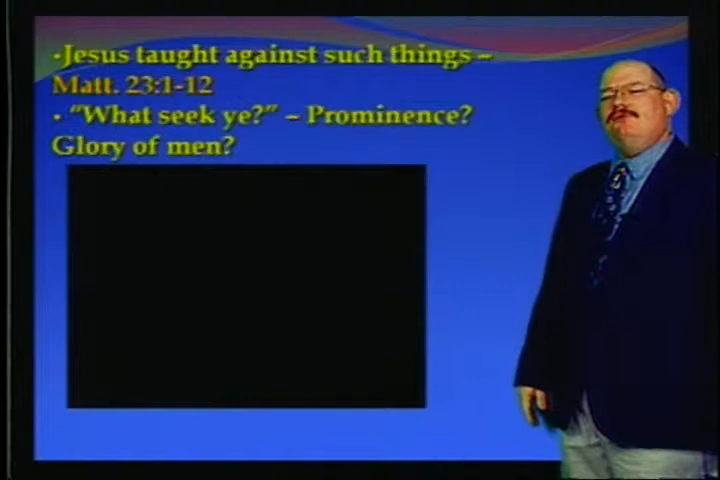 •Jesus taught against such things –
Matt. 23:1-12
• “What seek ye?” – Prominence?
Glory of men?